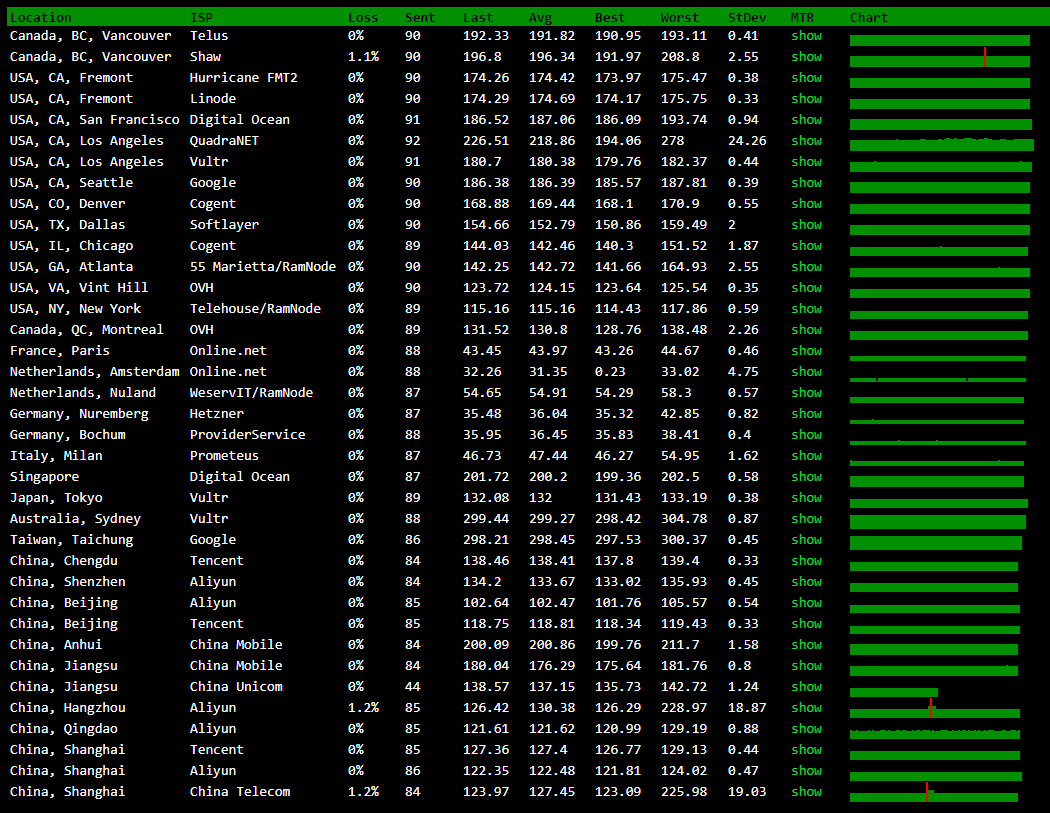 Location ISP Loss Sent Last Avg Best Worst StDev MTR Chart
Canada, BC, Vancouver Telus 0% 90 192.33 191.82 190.95 193.11 0.41 show
Canada, BC, Vancouver Shaw 1.1% 90 196.8 196.34 191.97 208.8 2.55 show
USA, CA, Fremont Hurricane FMT2 0% 90 174.26 174.42 173.97 175.47 0.38 show
USA, CA, Fremont Linode 0% 90 174.29 174.69 174.17 175.75 0.33 show
USA, CA, San Francisco Digital Ocean 0% 91 186.52 187.06 186.09 193.74 0.94 show
USA, CA, Los Angeles QuadraNET 0% 92 226.51 218.86 194.06 278 24.26 show
USA, CA, Los Angeles Vultr 0% 91 180.7 180.38 179.76 182.37 0.44 show
USA, CA, Seattle Google 0% 90 186.38 186.39 185.57 187.81 0.39 show
USA, CO, Denver Cogent 0% 90 168.88 169.44 168.1 170.9 0.55 show
USA, TX, Dallas Softlayer 0% 90 154.66 152.79 150.86 159.49 2 show
USA, IL, Chicago Cogent 0% 89 144.03 142.46 140.3 151.52 1.87 show
USA, GA, Atlanta 55 Marietta/RamNode 0% 90 142.25 142.72 141.66 164.93 2.55 show
USA, VA, Vint Hill OVH 0% 90 123.72 124.15 123.64 125.54 0.35 show
USA, NY, New York Telehouse/RamNode 0% 89 115.16 115.16 114.43 117.86 0.59 show
Canada, QC, Montreal OVH 0% 89 131.52 130.8 128.76 138.48 2.26 show
France, Paris Online.net 0% 88 43.45 43.97 43.26 44.67 0.46 show
Netherlands, Amsterdam Online.net 0% 88 32.26 31.35 0.23 33.02 4.75 show
Netherlands, Nuland WeservIT/RamNode 0% 87 54.65 54.91 54.29 58.3 0.57 show
Germany, Nuremberg Hetzner 0% 87 35.48 36.04 35.32 42.85 0.82 show
Germany, Bochum ProviderService 0% 88 35.95 36.45 35.83 38.41 0.4 show
Italy, Milan Prometeus 0% 87 46.73 47.44 46.27 54.95 1.62 show
Singapore Digital Ocean 0% 87 201.72 200.2 199.36 202.5 0.58 show
Japan, Tokyo Vultr 0% 89 132.08 132 131.43 133.19 0.38 show
Australia, Sydney Vultr 0% 88 299.44 299.27 298.42 304.78 0.87 show
Taiwan, Taichung Google 0% 86 298.21 298.45 297.53 300.37 0.45 show
China, Chengdu Tencent 0% 84 138.46 138.41 137.8 139.4 0.33 show
China, Shenzhen Aliyun 0% 84 134.2 133.67 133.02 135.93 0.45 show
China, Beijing Aliyun 0% 85 102.64 102.47 101.76 105.57 0.54 show
China, Beijing Tencent 0% 85 118.75 118.81 118.34 119.43 0.33 show
China, Anhui China Mobile 0% 84 200.09 200.86 199.76 211.7 1.58 show
China, Jiangsu China Mobile 0% 84 180.04 176.29 175.64 181.76 0.8 show
China, Jiangsu China Unicom 0% 44 138.57 137.15 135.73 142.72 1.24 show
China, Hangzhou Aliyun 1.2% 85 126.42 130.38 126.29 228.97 18.87 show
China, Qingdao Aliyun 0% 85 121.61 121.62 120.99 129.19 0.88 show
China, Shanghai Tencent 0% 85 127.36 127.4 126.77 129.13 0.44 show
China, Shanghai Aliyun 0% 86 122.35 122.48 121.81 124.02 0.47 show
China, Shanghai China Telecom 1.2% 84 123.97 127.45 123.09 225.98 19.03 show